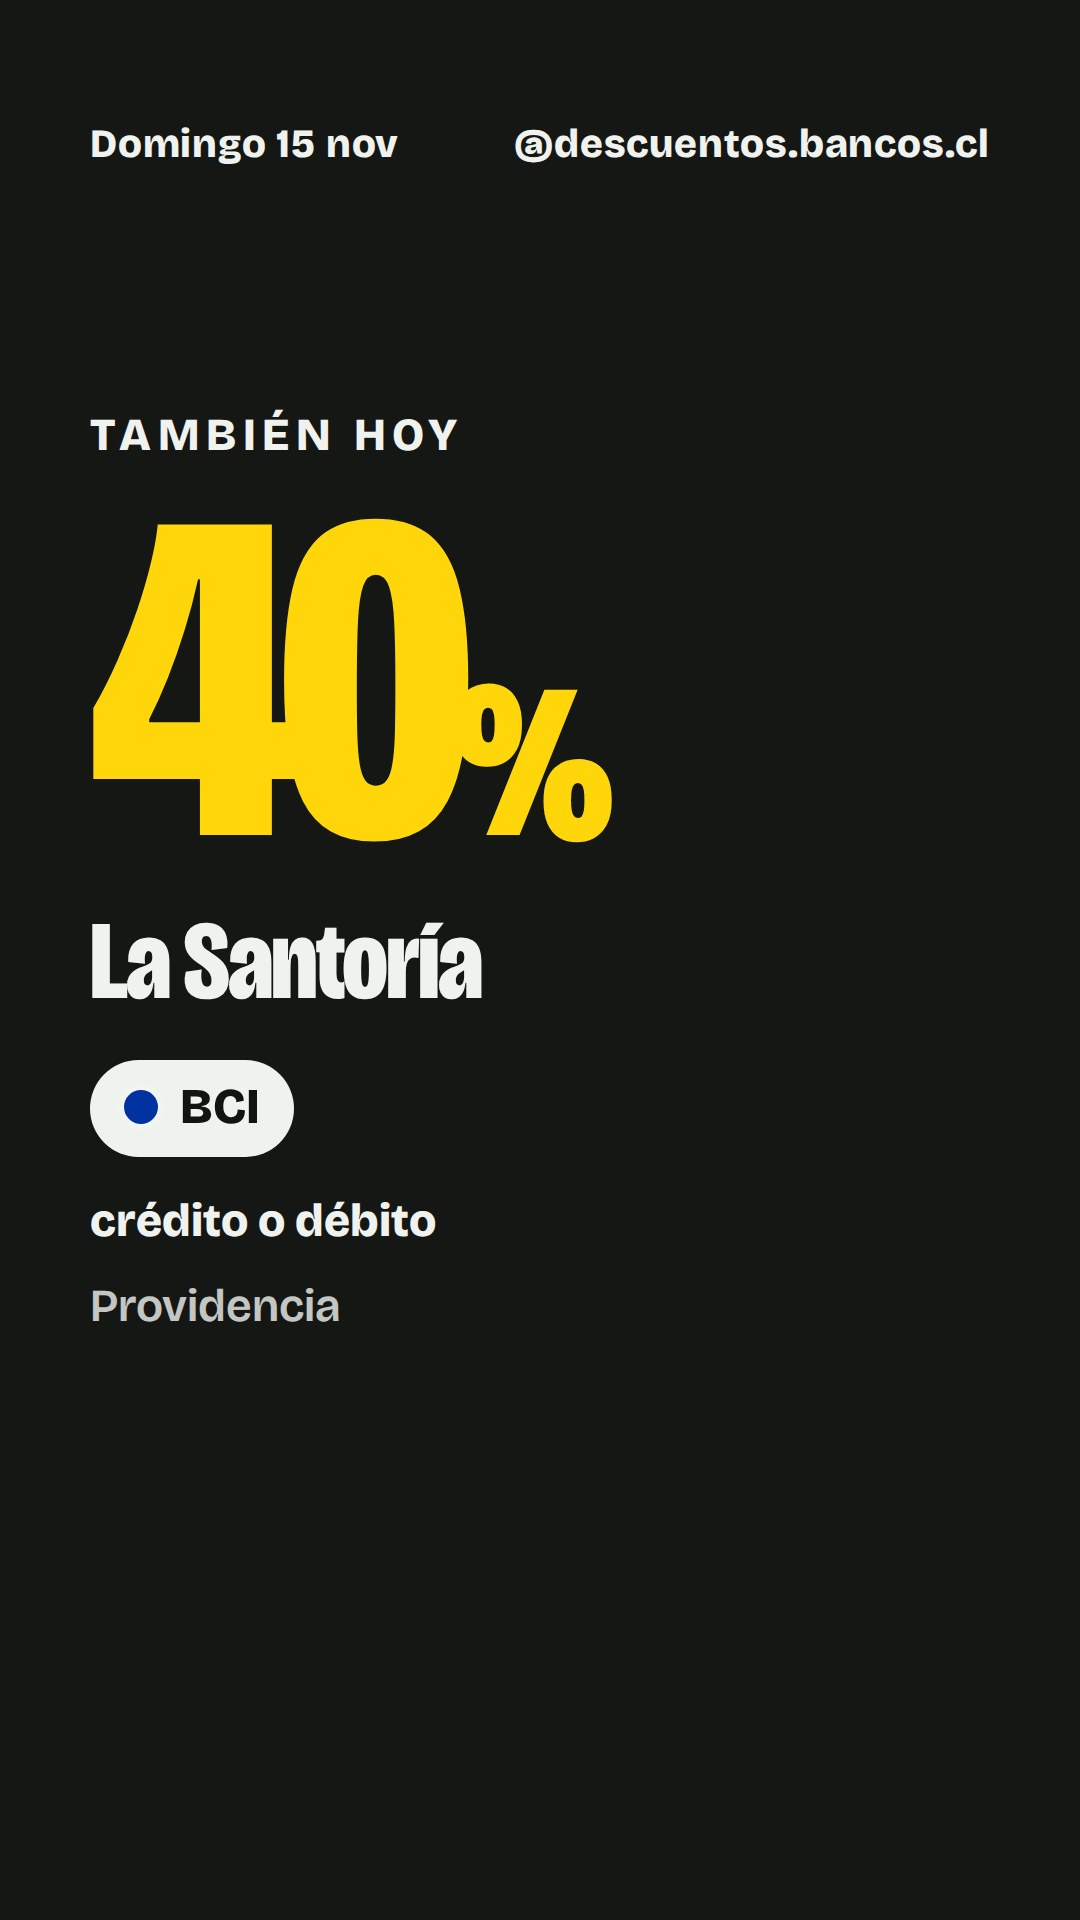 Domingo 15 nov @descuentos.bancos.cl
TAMBIÉN HOY
40%
La Santoría
BCI
crédito o débito
Providencia